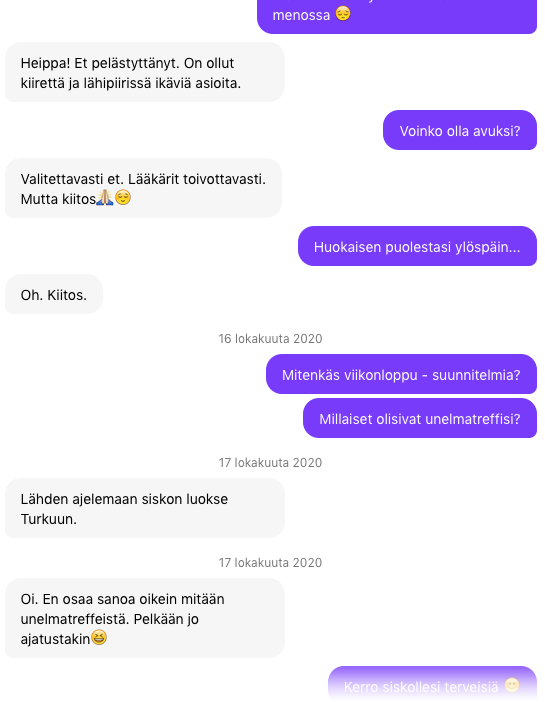 menossa 😔
Heippa! Et pelästyttänyt. On ollut
kiirettä ja lähipiirissä ikäviä asioita.
Voinko olla avuksi?
Valitettavasti et. Lääkärit toivottavasti.
Mutta kiitos🙏😌
Huokaisen puolestasi ylöspäin...
Oh. Kiitos.
16 lokakuuta 2020
Mitenkäs viikonloppu - suunnitelmia?
Millaiset olisivat unelmatreffisi?
17 lokakuuta 2020
Lähden ajelemaan siskon luokse
Turkuun.
17 lokakuuta 2020
Oi. En osaa sanoa oikein mitään
unelmatreffeistä. Pelkään jo
ajatustakin😆
Kerro siskollesi terveisiä 😁